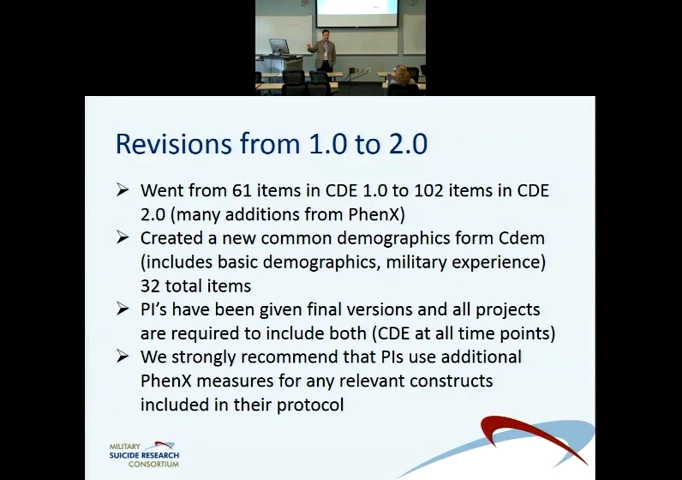 Revisions from 1.0 to 2.0
➢ Went from 61 items in CDE 1.0 to 102 items in CDE
2.0 (many additions from PhenX)
➢ Created a new common demographics form Cdem
(includes basic demographics, military experience)
32 total items
➢ PI’s have been given final versions and all projects
are required to include both (CDE at all time points)
➢ We strongly recommend that PIs use additional
PhenX measures for any relevant constructs
included in their protocol
MILITARY
SUICIDE RESEARCH
CONSORTIUM